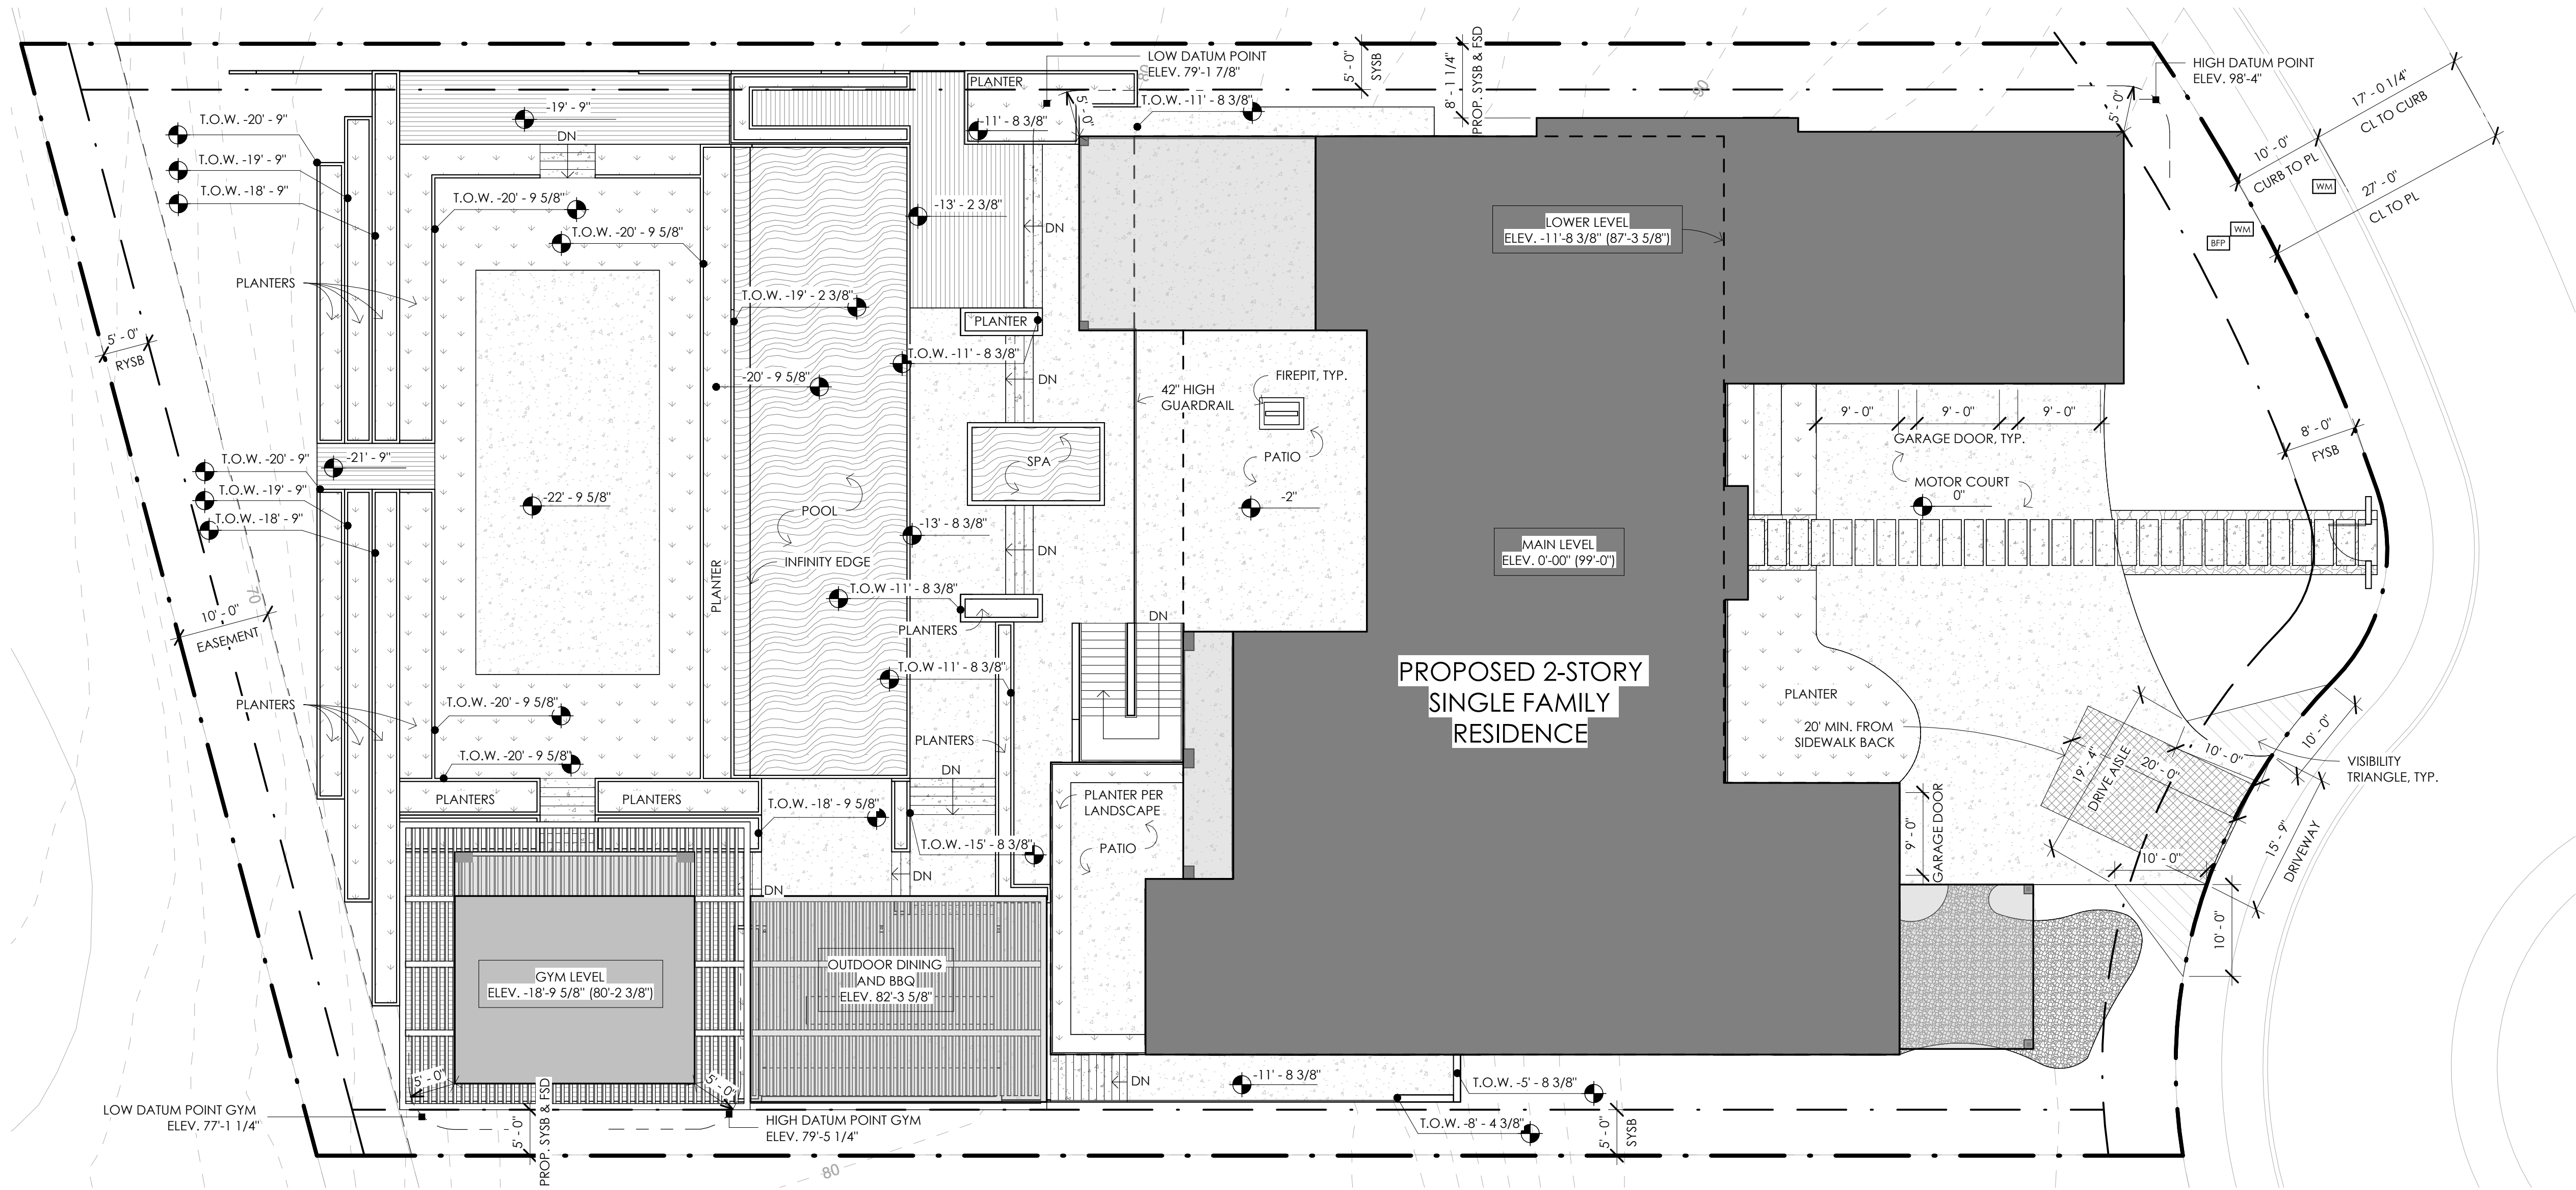 LOW DATUM POINT
ELEV. 79'-1 7/8"
5' - 0"
SYSB
8' - 1 1/4"
PROP. SYSB & FSD
HIGH DATUM POINT
ELEV. 98'-4"
17' - 0 1/4"
CL TO CURB
10' - 0"
CURB TO PL
27' - 0"
CL TO PL
WM
WM
BFP
5' - 0"
90
80
PLANTER
5' - 0"
T.O.W. -11' - 8 3/8"
-11' - 8 3/8"
-19' - 9"
DN
T.O.W. -20' - 9"
T.O.W. -19' - 9"
T.O.W. -18' - 9"
T.O.W. -20' - 9 5/8"
T.O.W. -20' - 9 5/8"
-13' - 2 3/8"
DN
LOWER LEVEL
ELEV. -11'-8 3/8" (87'-3 5/8")
PLANTERS
T.O.W. -19' - 2 3/8"
PLANTER
T.O.W. -11' - 8 3/8"
-20' - 9 5/8"
DN
42" HIGH
GUARDRAIL
FIREPIT, TYP.
5' - 0"
RYSB
9' - 0"
9' - 0"
9' - 0"
GARAGE DOOR, TYP.
8' - 0"
FYSB
T.O.W. -20' - 9"
T.O.W. -19' - 9"
T.O.W. -18' - 9"
-21' - 9"
-22' - 9 5/8"
SPA
PATIO
-2"
MOTOR COURT
0"
POOL
-13' - 8 3/8"
INFINITY EDGE
DN
MAIN LEVEL
ELEV. 0'-00" (99'-0")
PLANTER
70
10' - 0"
EASEMENT
T.O.W -11' - 8 3/8"
PLANTERS
DN
T.O.W -11' - 8 3/8"
PROPOSED 2-STORY
SINGLE FAMILY
RESIDENCE
PLANTER
20' MIN. FROM
SIDEWALK BACK
PLANTERS
T.O.W. -20' - 9 5/8"
PLANTERS
T.O.W. -20' - 9 5/8"
DN
19' - 4"
DRIVE AISLE
20' - 0"
10' - 0"
10' - 0"
VISIBILITY
TRIANGLE, TYP.
PLANTERS
PLANTERS
T.O.W. -18' - 9 5/8"
PLANTER PER
LANDSCAPE
T.O.W. -15' - 8 3/8"
PATIO
9' - 0"
GARAGE DOOR
15' - 9"
DRIVEWAY
10' - 0"
10' - 0"
DN
DN
GYM LEVEL
ELEV. -18'-9 5/8" (80'-2 3/8")
OUTDOOR DINING
AND BBQ
ELEV. 82'-3 5/8"
5' - 0"
5' - 0"
DN
-11' - 8 3/8"
T.O.W. -5' - 8 3/8"
LOW DATUM POINT GYM
ELEV. 77'-1 1/4"
5' - 0"
PROP. SYSB & FSD
HIGH DATUM POINT GYM
ELEV. 79'-5 1/4"
T.O.W. -8' - 4 3/8"
5' - 0"
SYSB
80